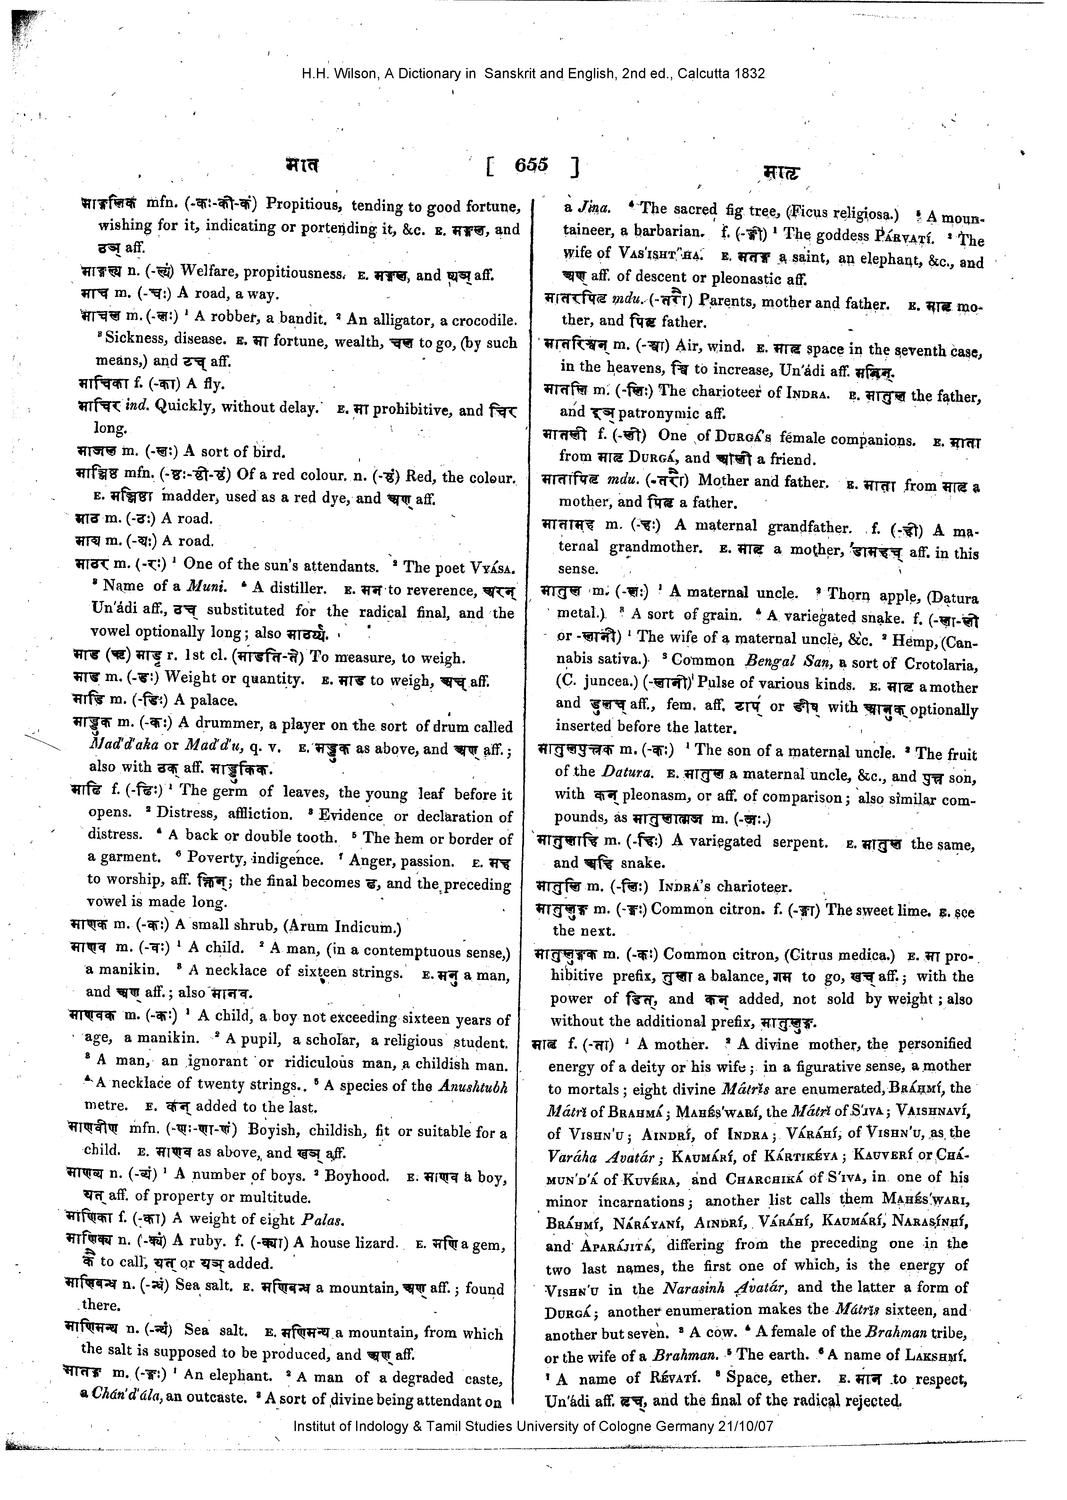 H.H. Wilson, A Dictionary in Sanskrit and English, 2nd ed., Calcutta 1832
मात [ 655 ] मातृ
माङ्गलिक mfn. (-कः-की-कं) Propitious, tending to good fortune,
wishing for it, indicating or portending it, &c. E. मङ्गल, and
ठञ् aff.
माङ्गल्य n. (-ल्यं) Welfare, propitiousness. E. मङ्गल, and ष्यञ् aff.
माच m. (-चः) A road, a way.
माचल m. (-लः) ¹ A robber, a bandit. ² An alligator, a crocodile.
³ Sickness, disease. E. मा fortune, wealth, चल to go, (by such
means,) and टच् aff.
माचिका f. (-का) A fly.
माचिर ind. Quickly, without delay. E. मा prohibitive, and चिर
long.
माजल m. (-लः) A sort of bird.
माञ्जिष्ठ mfn. (-ष्ठः-ष्ठी-ष्ठं) Of a red colour. n. (-ष्ठं) Red, the colour.
E. मञ्जिष्ठा madder, used as a red dye, and अण् aff.
माठ m. (-ठः) A road.
माथ m. (-थः) A road.
माठर m. (-रः) ¹ One of the sun's attendants. ² The poet VYÁSA.
³ Name of a Muni. ⁴ A distiller. E. मन to reverence, अरन्
Un'ádi aff., ठच् substituted for the radical final, and the
vowel optionally long; also माठर्य्य.
माड (ऋ) माडृ r. 1st cl. (माडति-ते) To measure, to weigh.
माड m. (-डः) Weight or quantity. E. माड to weigh, अच् aff.
माडि m. (-डिः) A palace.
माड्डुक m. (-कः) A drummer, a player on the sort of drum called
Mad'd'aka or Mad'd'u, q. v. E. मड्डुक as above, and अण् aff.;
also with ठक् aff. माड्डुकिक.
माढि f. (-ढिः) ¹ The germ of leaves, the young leaf before it
opens. ² Distress, affliction. ³ Evidence or declaration of
distress. ⁴ A back or double tooth. ⁵ The hem or border of
a garment. ⁶ Poverty, indigence. ⁷ Anger, passion. E. मह
to worship, aff. क्तिन्; the final becomes ढ, and the preceding
vowel is made long.
माणक m. (-कः) A small shrub, (Arum Indicum.)
माणव m. (-वः) ¹ A child. ² A man, (in a contemptuous sense,)
a manikin. ³ A necklace of sixteen strings. E. मनु a man,
and अण् aff.; also मानव.
माणवक m. (-कः) ¹ A child, a boy not exceeding sixteen years of
age, a manikin. ² A pupil, a scholar, a religious student.
³ A man, an ignorant or ridiculous man, a childish man.
⁴ A necklace of twenty strings. ⁵ A species of the Anushtubh
metre. E. कन् added to the last.
माणवीण mfn. (-णः-णा-णं) Boyish, childish, fit or suitable for a
child. E. माणव as above, and खञ् aff.
माणव्य n. (-व्यं) ¹ A number of boys. ² Boyhood. E. माणव a boy,
यत् aff. of property or multitude.
माणिका f. (-का) A weight of eight Palas.
माणिक्य n. (-क्यं) A ruby. f. (-क्या) A house lizard. E. मणि a gem,
कै to call, यत् or यञ् added.
माणिबन्ध n. (-न्धं) Sea salt. E. मणिबन्ध a mountain, अण् aff.; found
there.
माणिमन्थ n. (-न्थं) Sea salt. E. मणिमन्थ a mountain, from which
the salt is supposed to be produced, and अण् aff.
मातङ्ग m. (-ङ्गः) ¹ An elephant. ² A man of a degraded caste,
a Chán'd'ála, an outcaste. ³ A sort of divine being attendant on
a Jina. ⁴ The sacred fig tree, (Ficus religiosa.) ⁵ A moun-
taineer, a barbarian. f. (-ङ्गी) ¹ The goddess PÁRVATÍ. ² The
wife of VAS'ISHT'HA. E. मतङ्ग a saint, an elephant, &c., and
अण् aff. of descent or pleonastic aff.
मातरपितृ mdu. (-तरौ) Parents, mother and father. E. मातृ mo-
ther, and पितृ father.
मातरिश्वन् m. (-श्वा) Air, wind. E. मातृ space in the seventh case,
in the heavens, श्वि to increase, Un'ádi aff. मन्निन्.
मातलि m. (-लिः) The charioteer of INDRA. E. मातुल the father,
and इञ् patronymic aff.
मातली f. (-ली) One of DURGÁ's female companions. E. माता
from मातृ DURGÁ, and आली a friend.
मातापितृ mdu. (-तरौ) Mother and father. E. माता from मातृ a
mother, and पितृ a father.
मातामह m. (-हः) A maternal grandfather. f. (-ही) A ma-
ternal grandmother. E. मातृ a mother, डामहच् aff. in this
sense.
मातुल m. (-लः) ¹ A maternal uncle. ² Thorn apple, (Datura
metal.) ³ A sort of grain. ⁴ A variegated snake. f. (-ला-ली
or -लानी) ¹ The wife of a maternal uncle, &c. ² Hemp, (Can-
nabis sativa.) ³ Common Bengal San, a sort of Crotolaria,
(C. juncea.) (-लानी) Pulse of various kinds. E. मातृ a mother
and डुलच् aff., fem. aff. टाप् or ङीष् with आनुक् optionally
inserted before the latter.
मातुलपुत्त्रक m. (-कः) ¹ The son of a maternal uncle. ² The fruit
of the Datura. E. मातुल a maternal uncle, &c., and पुत्त्र son,
with कन् pleonasm, or aff. of comparison; also similar com-
pounds, as मातुलात्मज m. (-जः.)
मातुलाहि m. (-हिः) A variegated serpent. E. मातुल the same,
and अहि snake.
मातुलि m. (-लिः) INDRÁ's charioteer.
मातुलुङ्ग m. (-ङ्गः) Common citron. f. (-ङ्गा) The sweet lime. E. see
the next.
मातुलुङ्गक m. (-कः) Common citron, (Citrus medica.) E. मा pro-
hibitive prefix, तुला a balance, गम to go, खच् aff.; with the
power of डित्, and कन् added, not sold by weight; also
without the additional prefix, मातुलुङ्ग.
मातृ f. (-ता) ¹ A mother. ² A divine mother, the personified
energy of a deity or his wife; in a figurative sense, a mother
to mortals; eight divine Mátris are enumerated, BRÁHMÍ, the
Mátri of BRAHMÁ; MAHÉS'WARÍ, the Mátri of S'IVA; VAISHNAVÍ,
of VISHN'U; AINDRÍ, of INDRA; VÁRÁHÍ, of VISHN'U, as the
Varáha Avatár; KAUMÁRÍ, of KÁRTIKÉYA; KAUVERÍ or CHÁ-
MUN'D'Á of KUVÉRA, and CHARCHIKÁ of S'IVA, in one of his
minor incarnations; another list calls them MAHÉS'WARI,
BRÁHMÍ, NÁRÁYANÍ, AINDRÍ, VÁRÁHÍ, KAUMÁRÍ, NARASINHÍ,
and APARÁJITÁ, differing from the preceding one in the
two last names, the first one of which, is the energy of
VISHN'U in the Narasinh Avatár, and the latter a form of
DURGÁ; another enumeration makes the Mátris sixteen, and
another but seven. ³ A cow. ⁴ A female of the Brahman tribe,
or the wife of a Brahman. ⁵ The earth. ⁶ A name of LAKSHMÍ.
⁷ A name of RÉVATÍ. ⁸ Space, ether. E. मान to respect,
Un'ádi aff. तृच्, and the final of the radical rejected.
Institut of Indology & Tamil Studies University of Cologne Germany 21/10/07